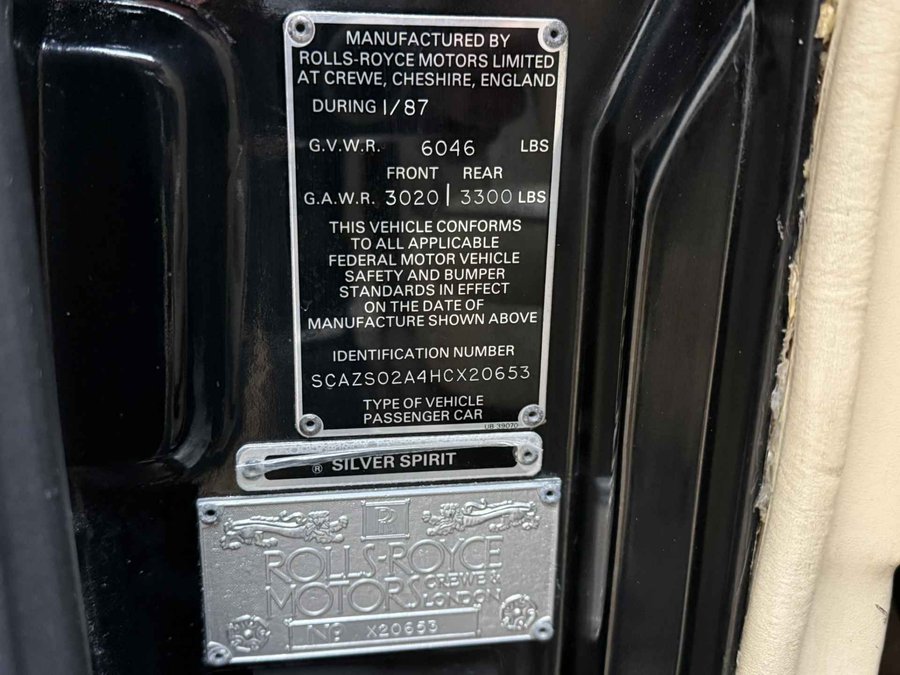 MANUFACTURED BY
ROLLS-ROYCE MOTORS LIMITED
AT CREWE, CHESHIRE, ENGLAND
DURING 1/87
G.V.W.R. 6046 LBS
FRONT REAR
G.A.W.R. 3020 | 3300 LBS
THIS VEHICLE CONFORMS
TO ALL APPLICABLE
FEDERAL MOTOR VEHICLE
SAFETY AND BUMPER
STANDARDS IN EFFECT
ON THE DATE OF
MANUFACTURE SHOWN ABOVE
IDENTIFICATION NUMBER
SCAZS02A4HCX20653
TYPE OF VEHICLE
PASSENGER CAR
UB 39070
® SILVER SPIRIT
ROLLS-ROYCE
MOTORS CREWE &
LONDON
No X20653